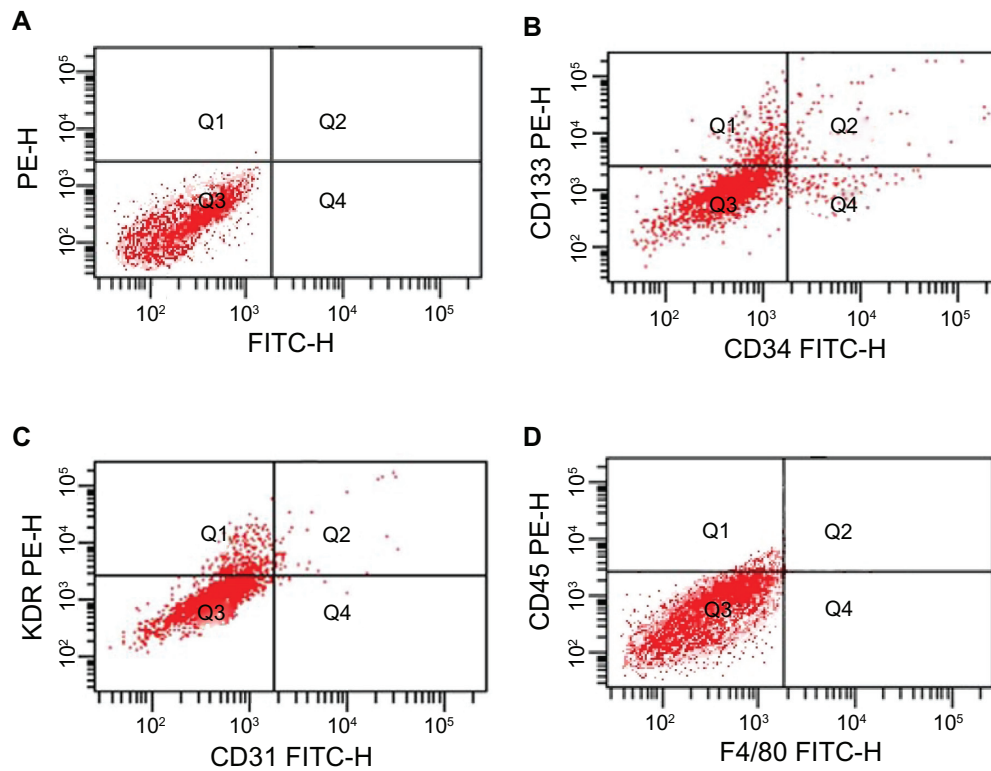 A
PE-H
10⁵
10⁴
10³
10²
Q1
Q2
Q3
Q4
10²
10³
10⁴
10⁵
FITC-H
B
CD133 PE-H
10⁵
10⁴
10³
10²
Q1
Q2
Q3
Q4
10²
10³
10⁴
10⁵
CD34 FITC-H
C
KDR PE-H
10⁵
10⁴
10³
10²
Q1
Q2
Q3
Q4
10²
10³
10⁴
10⁵
CD31 FITC-H
D
CD45 PE-H
10⁵
10⁴
10³
10²
Q1
Q2
Q3
Q4
10²
10³
10⁴
10⁵
F4/80 FITC-H